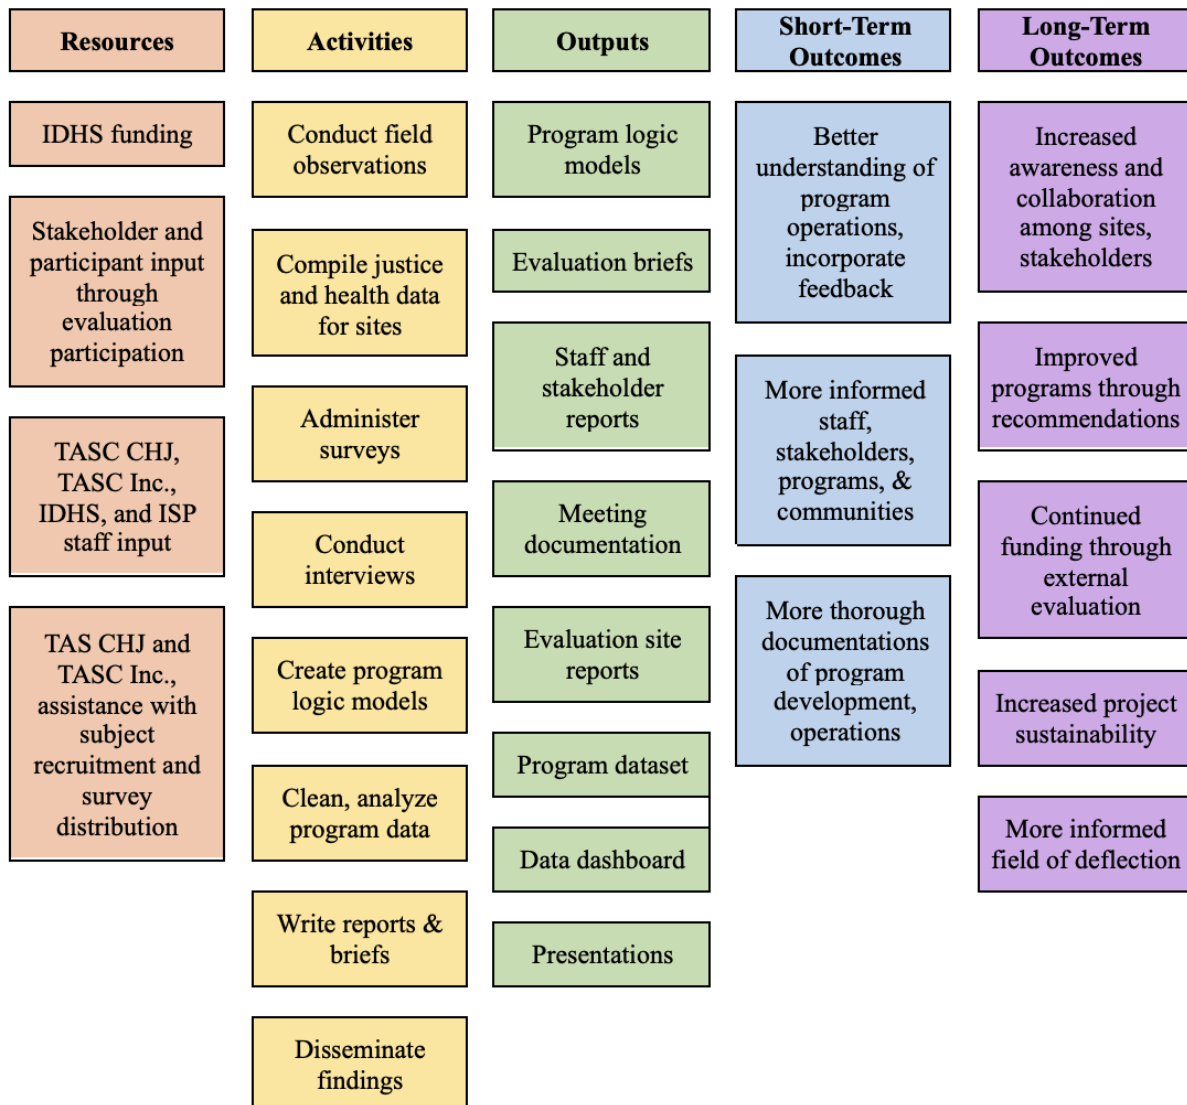 Resources
Activities
Outputs
Short-Term
Outcomes
Long-Term
Outcomes
IDHS funding
Stakeholder and
participant input
through
evaluation
participation
TASC CHJ,
TASC Inc.,
IDHS, and ISP
staff input
TAS CHJ and
TASC Inc.,
assistance with
subject
recruitment and
survey
distribution
Conduct field
observations
Compile justice
and health data
for sites
Administer
surveys
Conduct
interviews
Create program
logic models
Clean, analyze
program data
Write reports &
briefs
Disseminate
findings
Program logic
models
Evaluation briefs
Staff and
stakeholder
reports
Meeting
documentation
Evaluation site
reports
Program dataset
Data dashboard
Presentations
Better
understanding of
program
operations,
incorporate
feedback
More informed
staff,
stakeholders,
programs, &
communities
More thorough
documentations
of program
development,
operations
Increased
awareness and
collaboration
among sites,
stakeholders
Improved
programs through
recommendations
Continued
funding through
external
evaluation
Increased project
sustainability
More informed
field of deflection